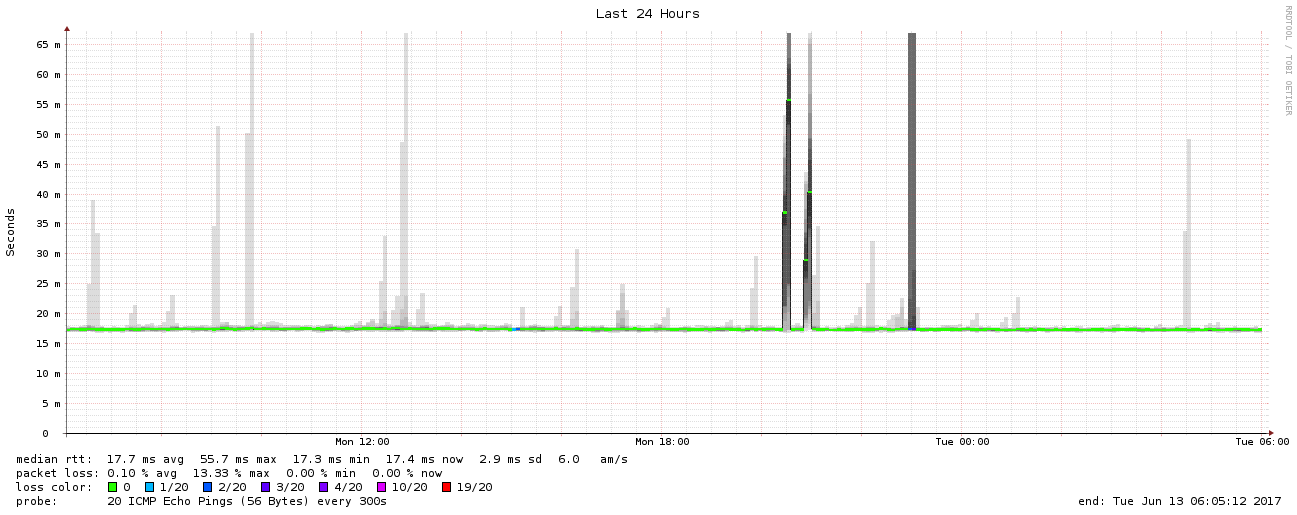 Last 24 Hours
RRDTOOL / TOBI OETIKER
Seconds
65 m
60 m
55 m
50 m
45 m
40 m
35 m
30 m
25 m
20 m
15 m
10 m
5 m
0
Mon 12:00 Mon 18:00 Tue 00:00 Tue 06:00
median rtt: 17.7 ms avg 55.7 ms max 17.3 ms min 17.4 ms now 2.9 ms sd 6.0 am/s
packet loss: 0.10 % avg 13.33 % max 0.00 % min 0.00 % now
loss color: 0 1/20 2/20 3/20 4/20 10/20 19/20
probe: 20 ICMP Echo Pings (56 Bytes) every 300s end: Tue Jun 13 06:05:12 2017